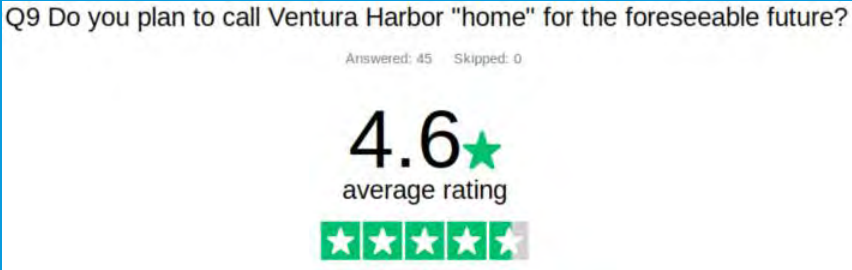 Q9 Do you plan to call Ventura Harbor "home" for the foreseeable future?
Answered: 45 Skipped: 0
4.6
average rating